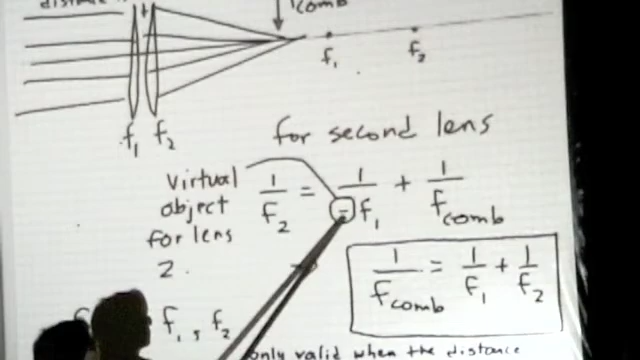 distance
f comb
f₁ f₂
f₁ f₂
for second lens
virtual object for lens 2.
1/f₂ = 1/-f₁ + 1/f comb
1/f comb = 1/f₁ + 1/f₂
f₁, f₂
only valid when the distance